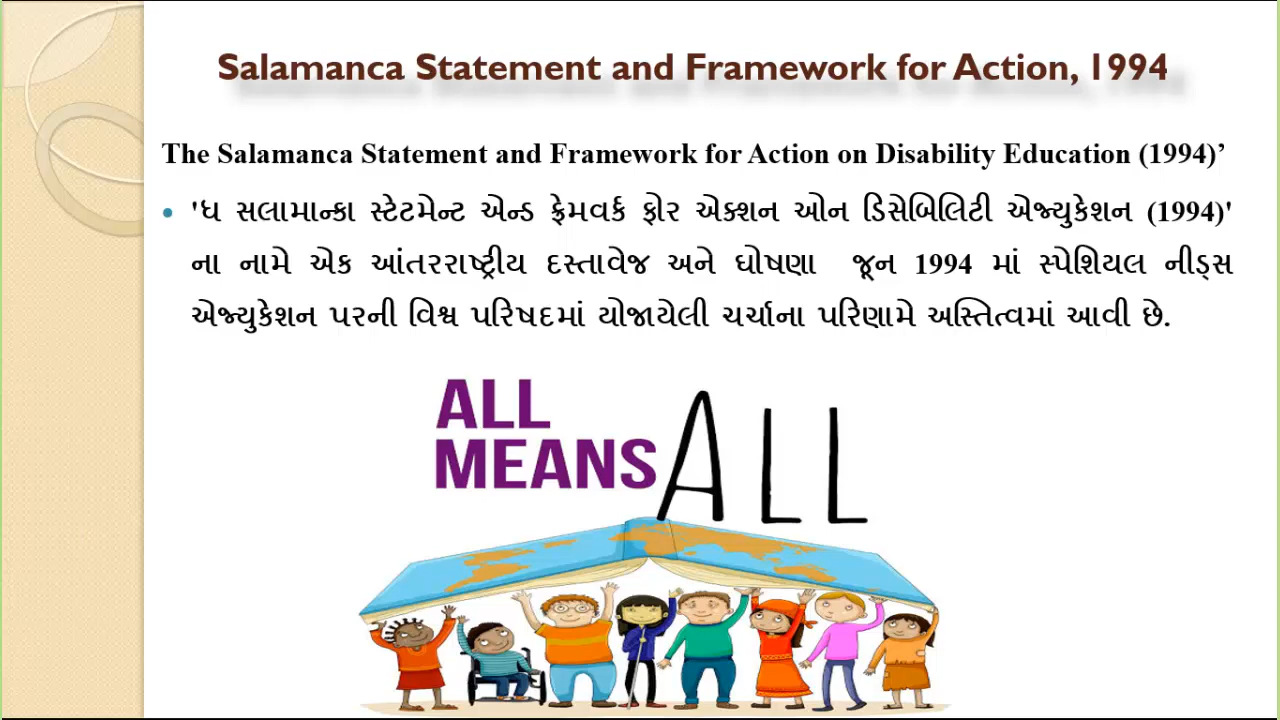 Salamanca Statement and Framework for Action, 1994
The Salamanca Statement and Framework for Action on Disability Education (1994)’
• 'ધ સલામાન્કા સ્ટેટમેન્ટ એન્ડ ફ્રેમવર્ક ફોર એક્શન ઓન ડિસેબિલિટી એજ્યુકેશન (1994)'
ના નામે એક આંતરરાષ્ટ્રીય દસ્તાવેજ અને ઘોષણા જૂન 1994 માં સ્પેશિયલ નીડ્સ
એજ્યુકેશન પરની વિશ્વ પરિષદમાં યોજાયેલી ચર્ચાના પરિણામે અસ્તિત્વમાં આવી છે.
ALL
MEANS ALL